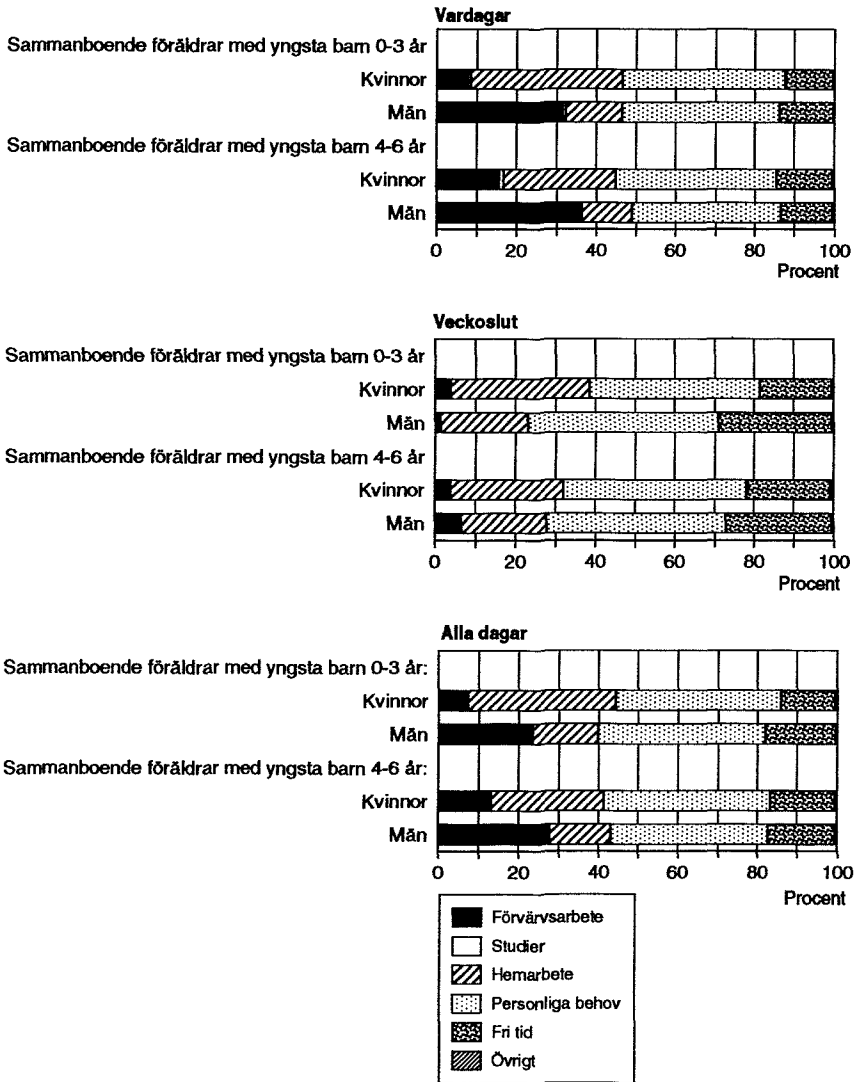 Vardagar
Sammanboende föräldrar med yngsta barn 0-3 år
Kvinnor
Män
Sammanboende föräldrar med yngsta barn 4-6 år
Kvinnor
Män
0 20 40 60 80 100
Procent
Veckoslut
Sammanboende föräldrar med yngsta barn 0-3 år
Kvinnor
Män
Sammanboende föräldrar med yngsta barn 4-6 år
Kvinnor
Män
0 20 40 60 80 100
Procent
Alla dagar
Sammanboende föräldrar med yngsta barn 0-3 år:
Kvinnor
Män
Sammanboende föräldrar med yngsta barn 4-6 år:
Kvinnor
Män
0 20 40 60 80 100
Procent
Förvärvsarbete
Studier
Hemarbete
Personliga behov
Fri tid
Övrigt